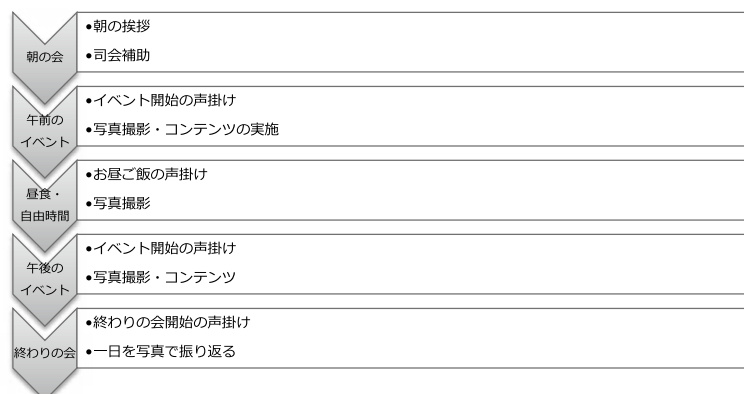 朝の会
•朝の挨拶
•司会補助
午前の
イベント
•イベント開始の声掛け
•写真撮影・コンテンツの実施
昼食・
自由時間
•お昼ご飯の声掛け
•写真撮影
午後の
イベント
•イベント開始の声掛け
•写真撮影・コンテンツ
終わりの会
•終わりの会開始の声掛け
•一日を写真で振り返る